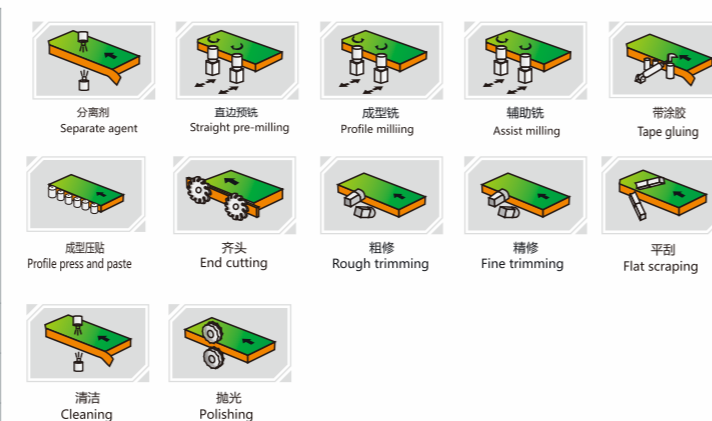 分离剂
Separate agent
直边预铣
Straight pre-milling
成型铣
Profile milliing
辅助铣
Assist milling
带涂胶
Tape gluing
成型压贴
Profile press and paste
齐头
End cutting
粗修
Rough trimming
精修
Fine trimming
平刮
Flat scraping
清洁
Cleaning
抛光
Polishing